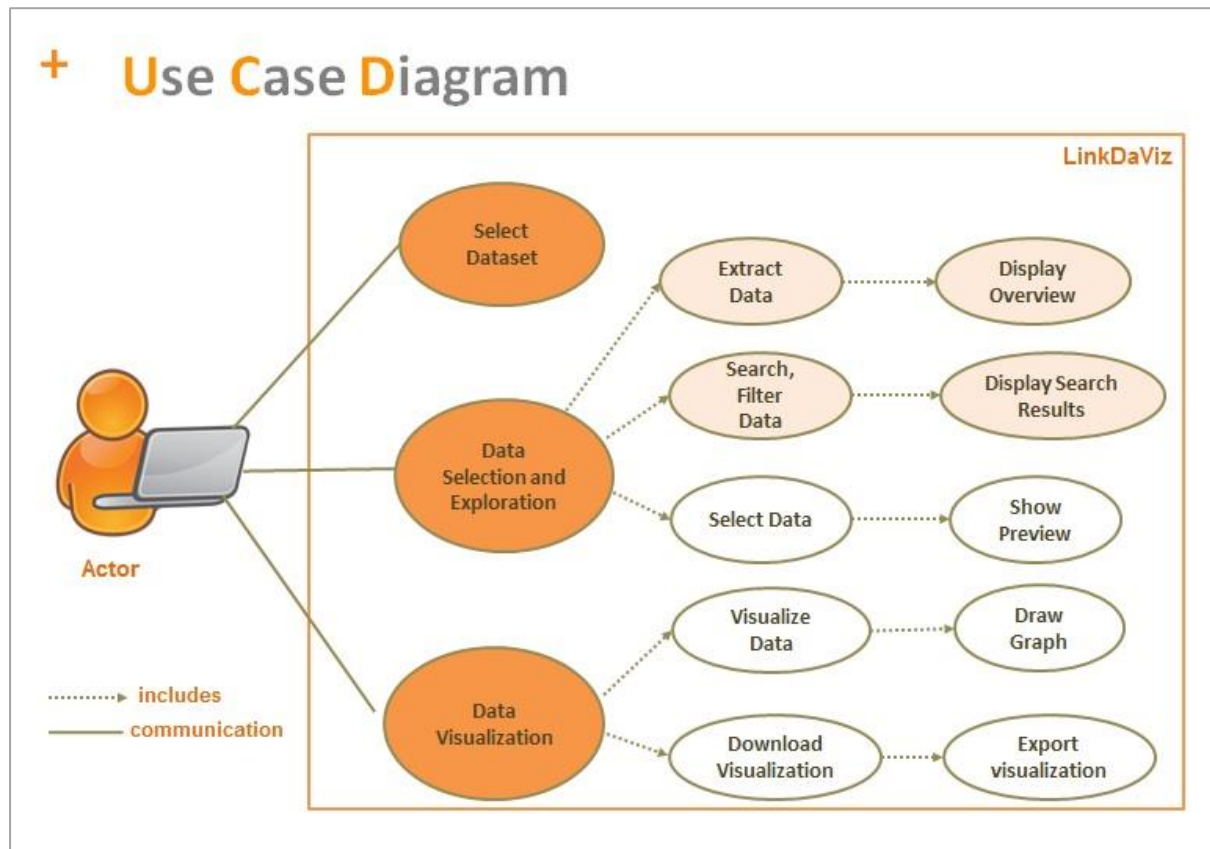 + Use Case Diagram
LinkDaViz
Select
Dataset
Extract
Data
Display
Overview
Search,
Filter
Data
Display Search
Results
Data
Selection and
Exploration
Select Data
Show
Preview
Actor
Visualize
Data
Draw
Graph
includes
communication
Data
Visualization
Download
Visualization
Export
visualization